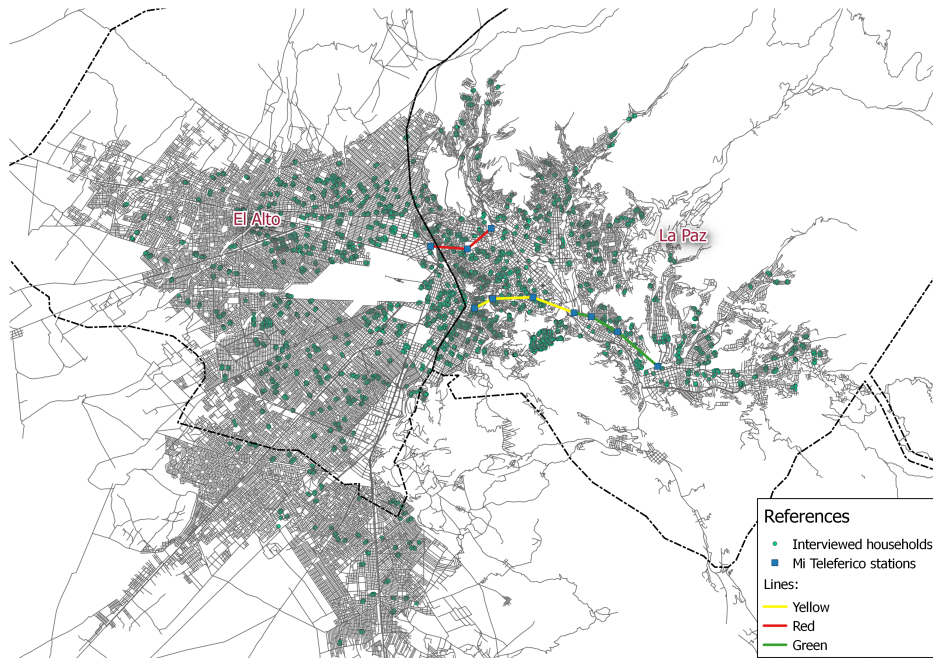 El Alto
La Paz
References
Interviewed households
Mi Teleferico stations
Lines:
Yellow
Red
Green